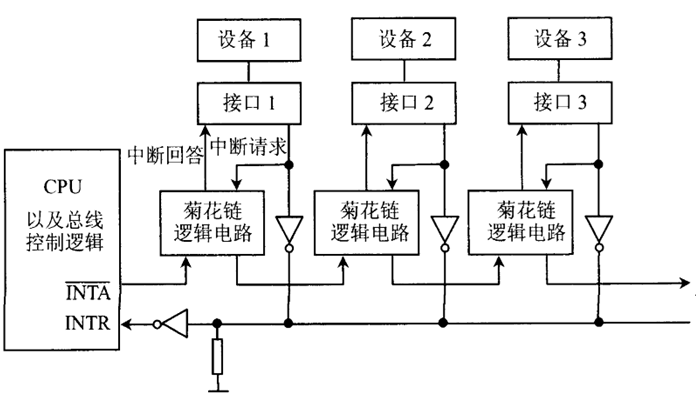 设备 1
设备 2
设备 3
接口 1
接口 2
接口 3
中断回答
中断请求
CPU
以及总线
控制逻辑
菊花链
逻辑电路
菊花链
逻辑电路
菊花链
逻辑电路
INTA
INTR